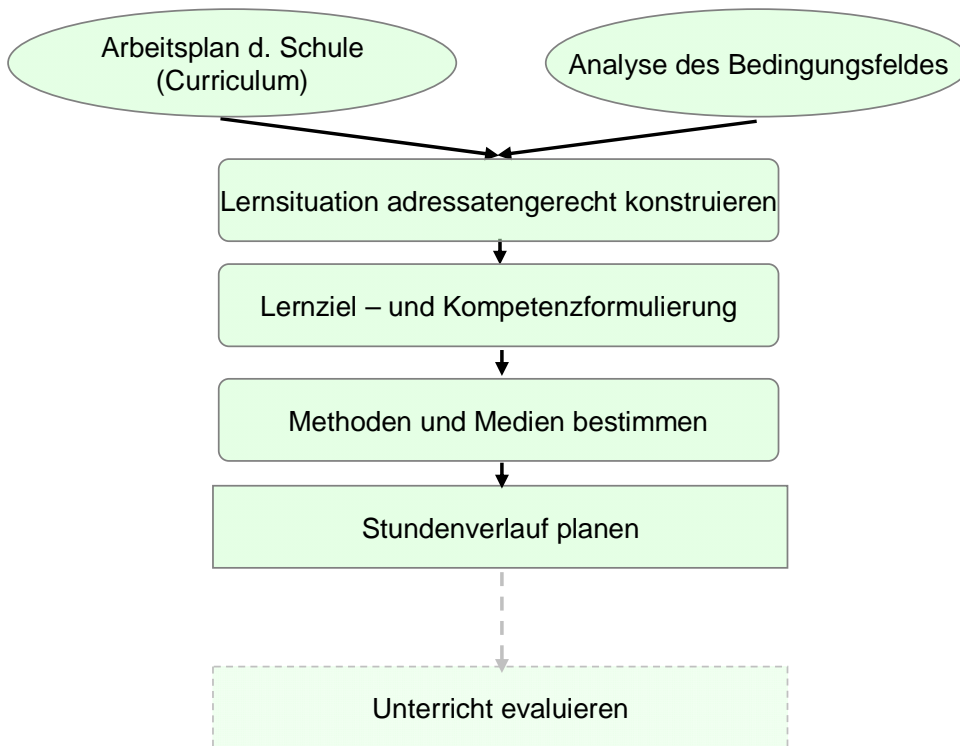 Arbeitsplan d. Schule
(Curriculum)
Analyse des Bedingungsfeldes
Lernsituation adressatengerecht konstruieren
Lernziel – und Kompetenzformulierung
Methoden und Medien bestimmen
Stundenverlauf planen
Unterricht evaluieren